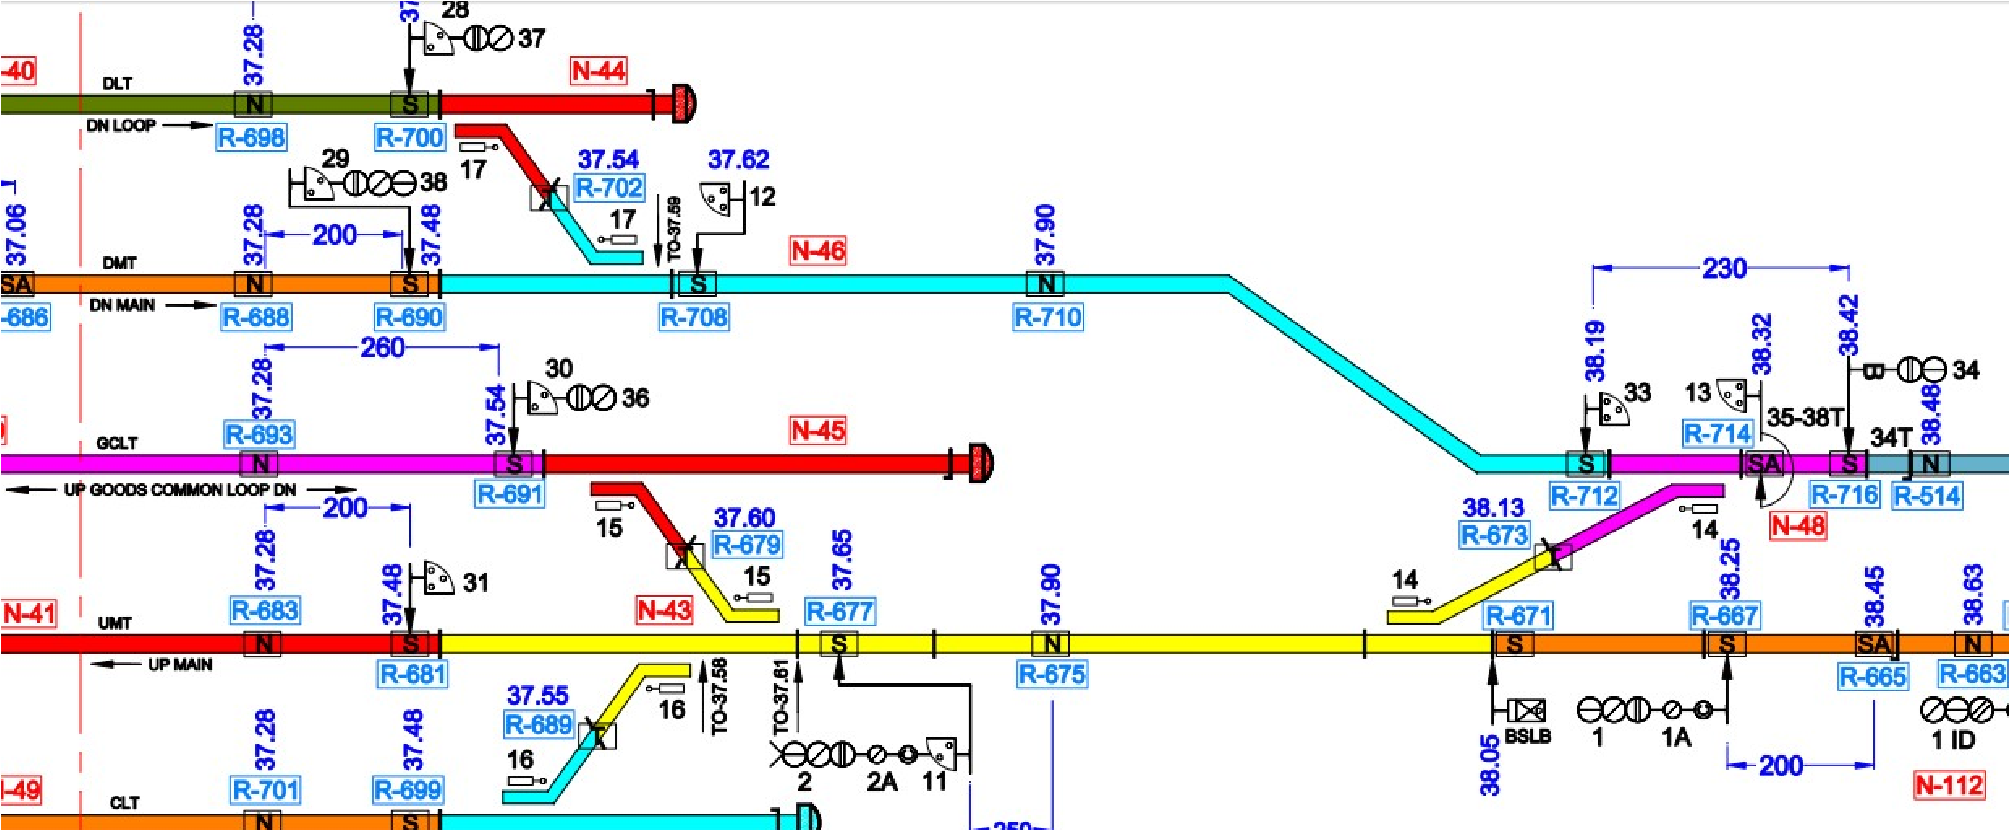 28
37
-40
37.28
37
N-44
DLT
N
S
DN LOOP
R-698
R-700
17
29
38
37.54
R-702
37.62
12
17
TO-37.59
37.06
37.28
200
37.48
N-46
37.90
DMT
SA
N
S
S
N
DN MAIN
-686
R-688
R-690
R-708
R-710
230
38.19
38.32
38.42
260
30
36
37.28
37.54
R-693
N-45
33
13
35-38T
B
34
38.48
R-714
34T
GCLT
N
S
S
SA
S
N
UP GOODS COMMON LOOP DN
R-691
R-712
R-716
R-514
N-48
200
15
37.60
R-679
38.13
R-673
14
37.28
37.48
31
15
37.65
37.90
14
38.25
38.45
38.63
N-41
R-683
N-43
R-677
R-671
R-667
UMT
N
S
S
N
S
S
SA
N
UP MAIN
R-681
R-675
R-665
R-663
37.55
R-689
16
TO-37.58
TO-37.61
16
37.28
37.48
2
2A
11
BSLB
38.05
1
1A
200
1 ID
N-112
-49
R-701
R-699
CLT
N
S
250